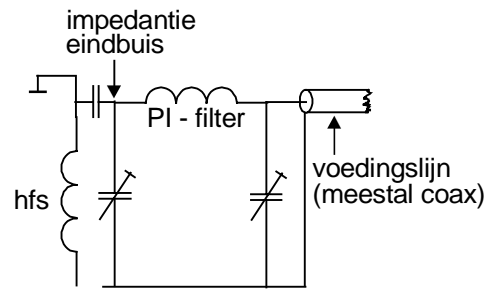 impedantie
eindbuis
PI - filter
hfs
voedingslijn
(meestal coax)